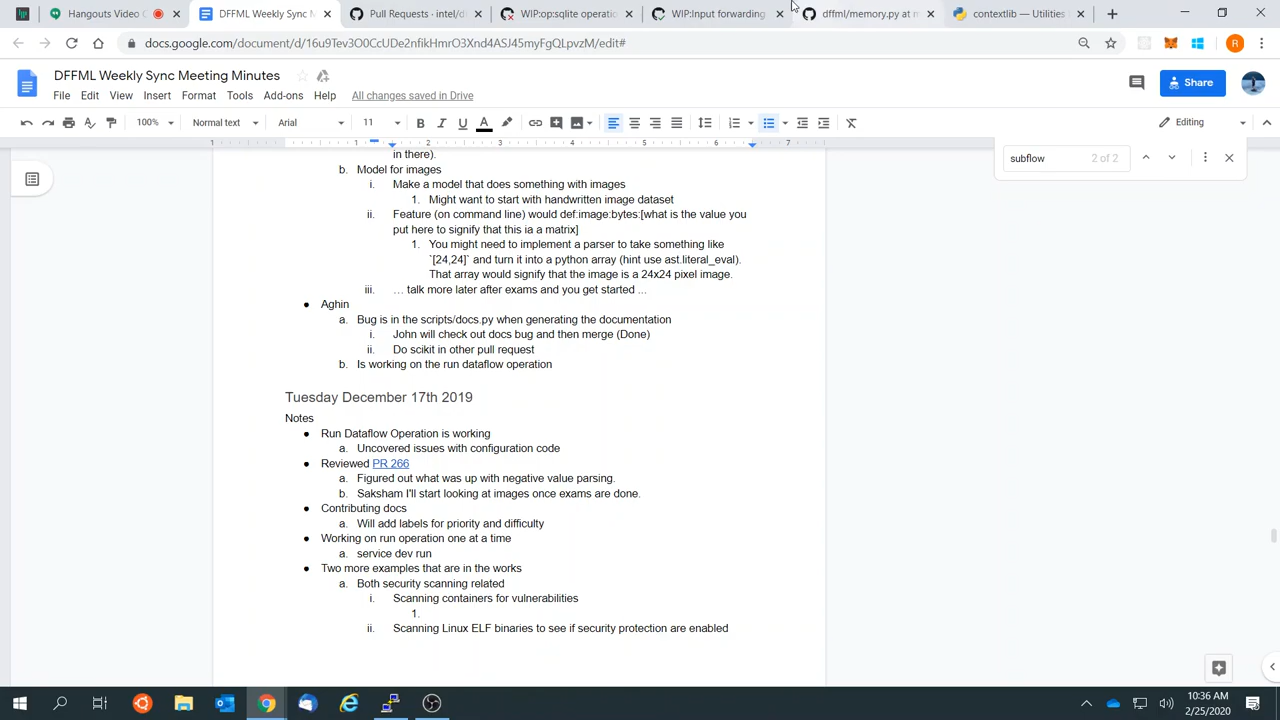 Hangouts Video C
DFFML Weekly Sync M
Pull Requests · intel/d
WIP:op:sqlite operatio
WIP:Input forwarding
dffml/memory.py at
contextlib — Utilities
docs.google.com/document/d/16u9Tev3O0CcUDe2nfikHmrO3Xnd4ASJ45myFgQLpvzM/edit#
R
DFFML Weekly Sync Meeting Minutes
File Edit View Insert Format Tools Add-ons Help All changes saved in Drive
Share
100% Normal text Arial 11 B I U A
Editing
1 1 2 3 4 5 6 7
subflow 2 of 2
in there).
b. Model for images
i. Make a model that does something with images
1. Might want to start with handwritten image dataset
ii. Feature (on command line) would def:image:bytes:[what is the value you
put here to signify that this ia a matrix]
1. You might need to implement a parser to take something like
`[24,24]` and turn it into a python array (hint use ast.literal_eval).
That array would signify that the image is a 24x24 pixel image.
iii. … talk more later after exams and you get started ...
● Aghin
a. Bug is in the scripts/docs.py when generating the documentation
i. John will check out docs bug and then merge (Done)
ii. Do scikit in other pull request
b. Is working on the run dataflow operation
Tuesday December 17th 2019
Notes
● Run Dataflow Operation is working
a. Uncovered issues with configuration code
● Reviewed PR 266
a. Figured out what was up with negative value parsing.
b. Saksham I'll start looking at images once exams are done.
● Contributing docs
a. Will add labels for priority and difficulty
● Working on run operation one at a time
a. service dev run
● Two more examples that are in the works
a. Both security scanning related
i. Scanning containers for vulnerabilities
1.
ii. Scanning Linux ELF binaries to see if security protection are enabled
10:36 AM
2/25/2020